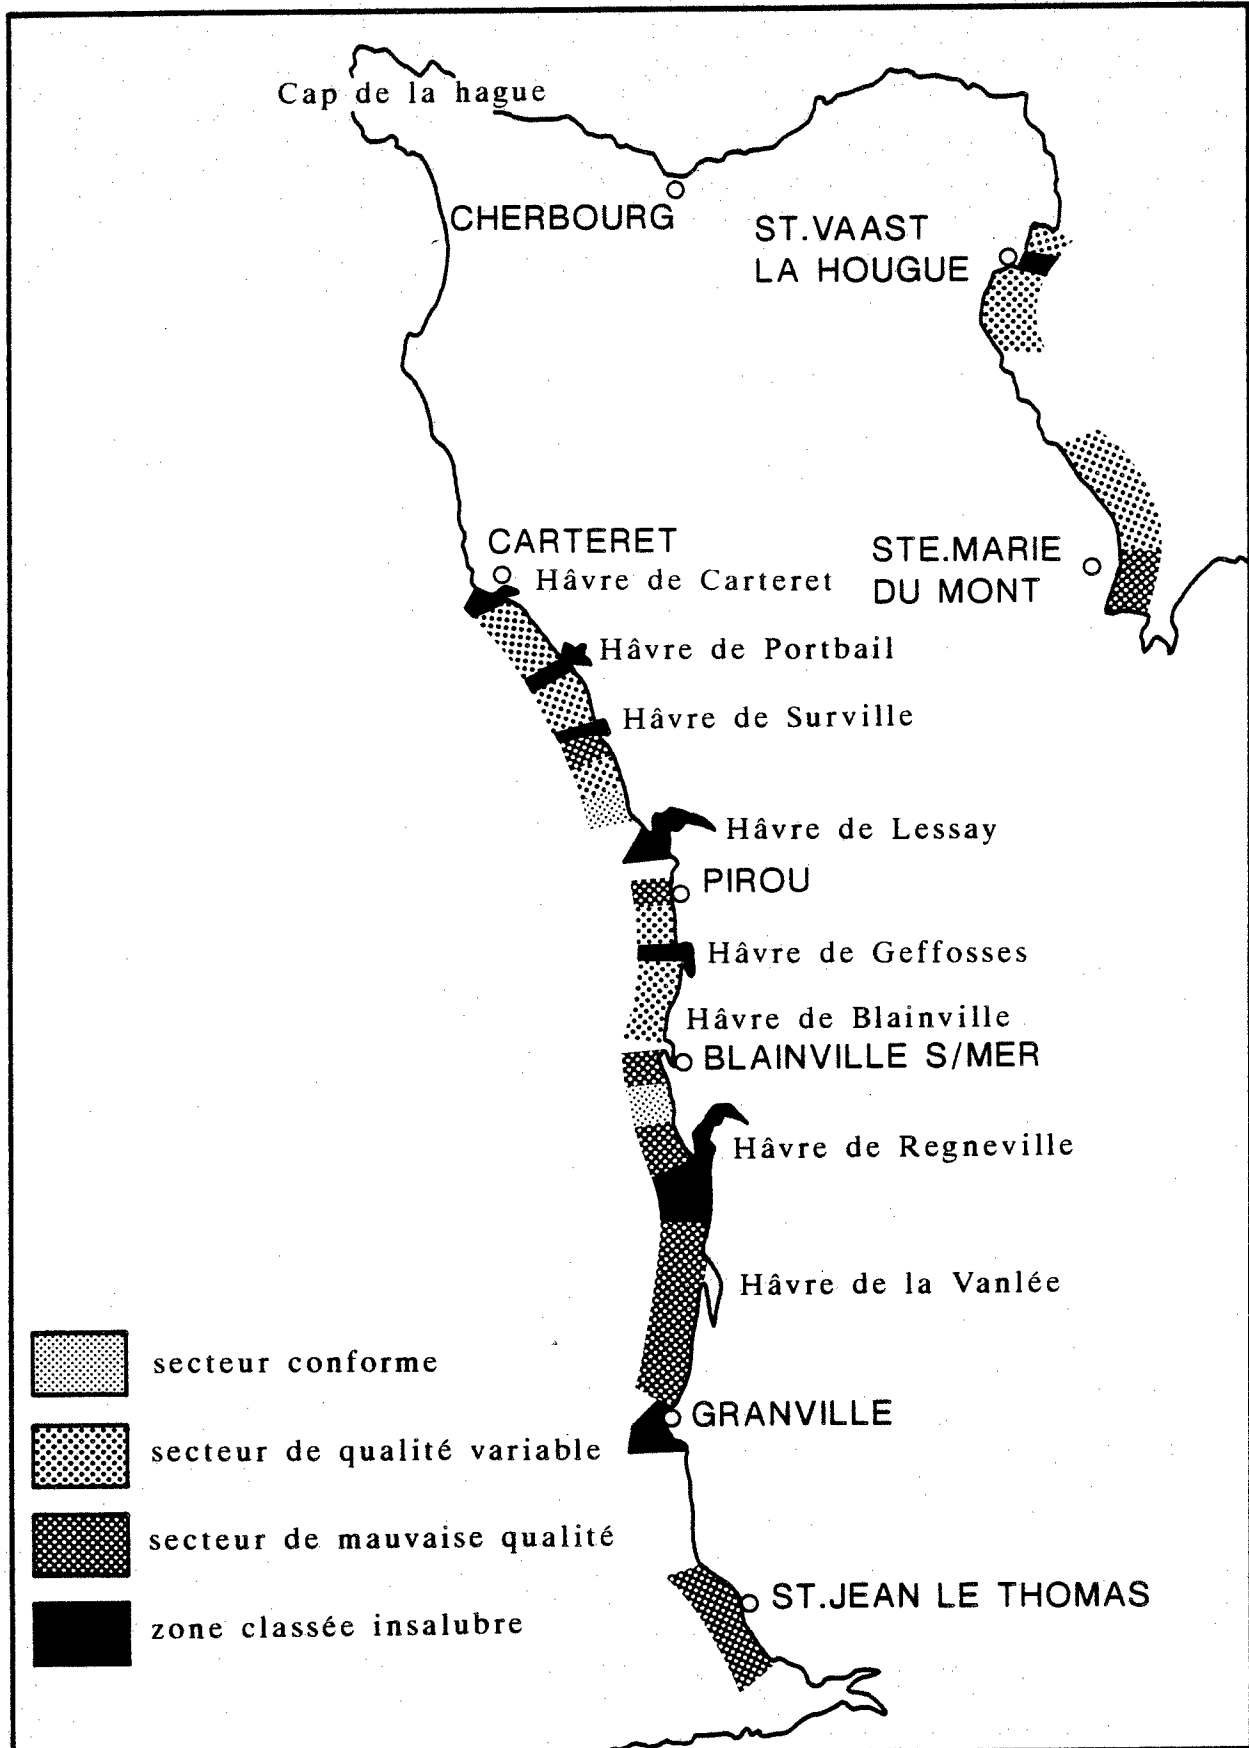 Cap de la hague
CHERBOURG
ST.VAAST
LA HOUGUE
CARTERET
Hâvre de Carteret
STE.MARIE
DU MONT
Hâvre de Portbail
Hâvre de Surville
Hâvre de Lessay
PIROU
Hâvre de Geffosses
Hâvre de Blainville
BLAINVILLE S/MER
Hâvre de Regneville
Hâvre de la Vanlée
secteur conforme
GRANVILLE
secteur de qualité variable
secteur de mauvaise qualité
ST.JEAN LE THOMAS
zone classée insalubre